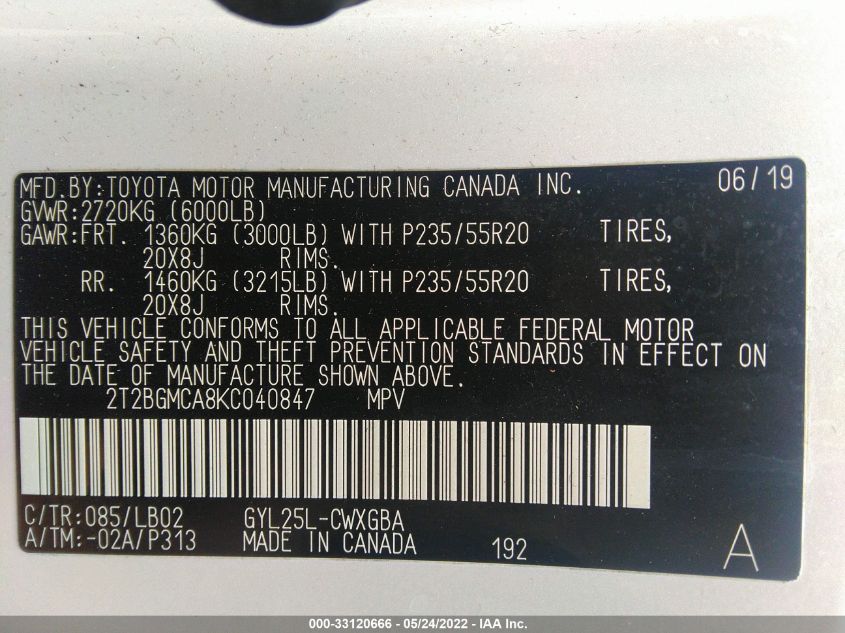 MFD.BY:TOYOTA MOTOR MANUFACTURING CANADA INC. 06/19
GVWR:2720KG (6000LB)
GAWR:FRT. 1360KG (3000LB) WITH P235/55R20 TIRES,
20X8J RIMS.
RR. 1460KG (3215LB) WITH P235/55R20 TIRES,
20X8J RIMS.
THIS VEHICLE CONFORMS TO ALL APPLICABLE FEDERAL MOTOR
VEHICLE SAFETY AND THEFT PREVENTION STANDARDS IN EFFECT ON
THE DATE OF MANUFACTURE SHOWN ABOVE.
2T2BGMCA8KC040847 MPV
C/TR:085/LB02 GYL25L-CWXGBA
A/TM:-02A/P313 MADE IN CANADA 192 A
000-33120666 - 05/24/2022 - IAA Inc.